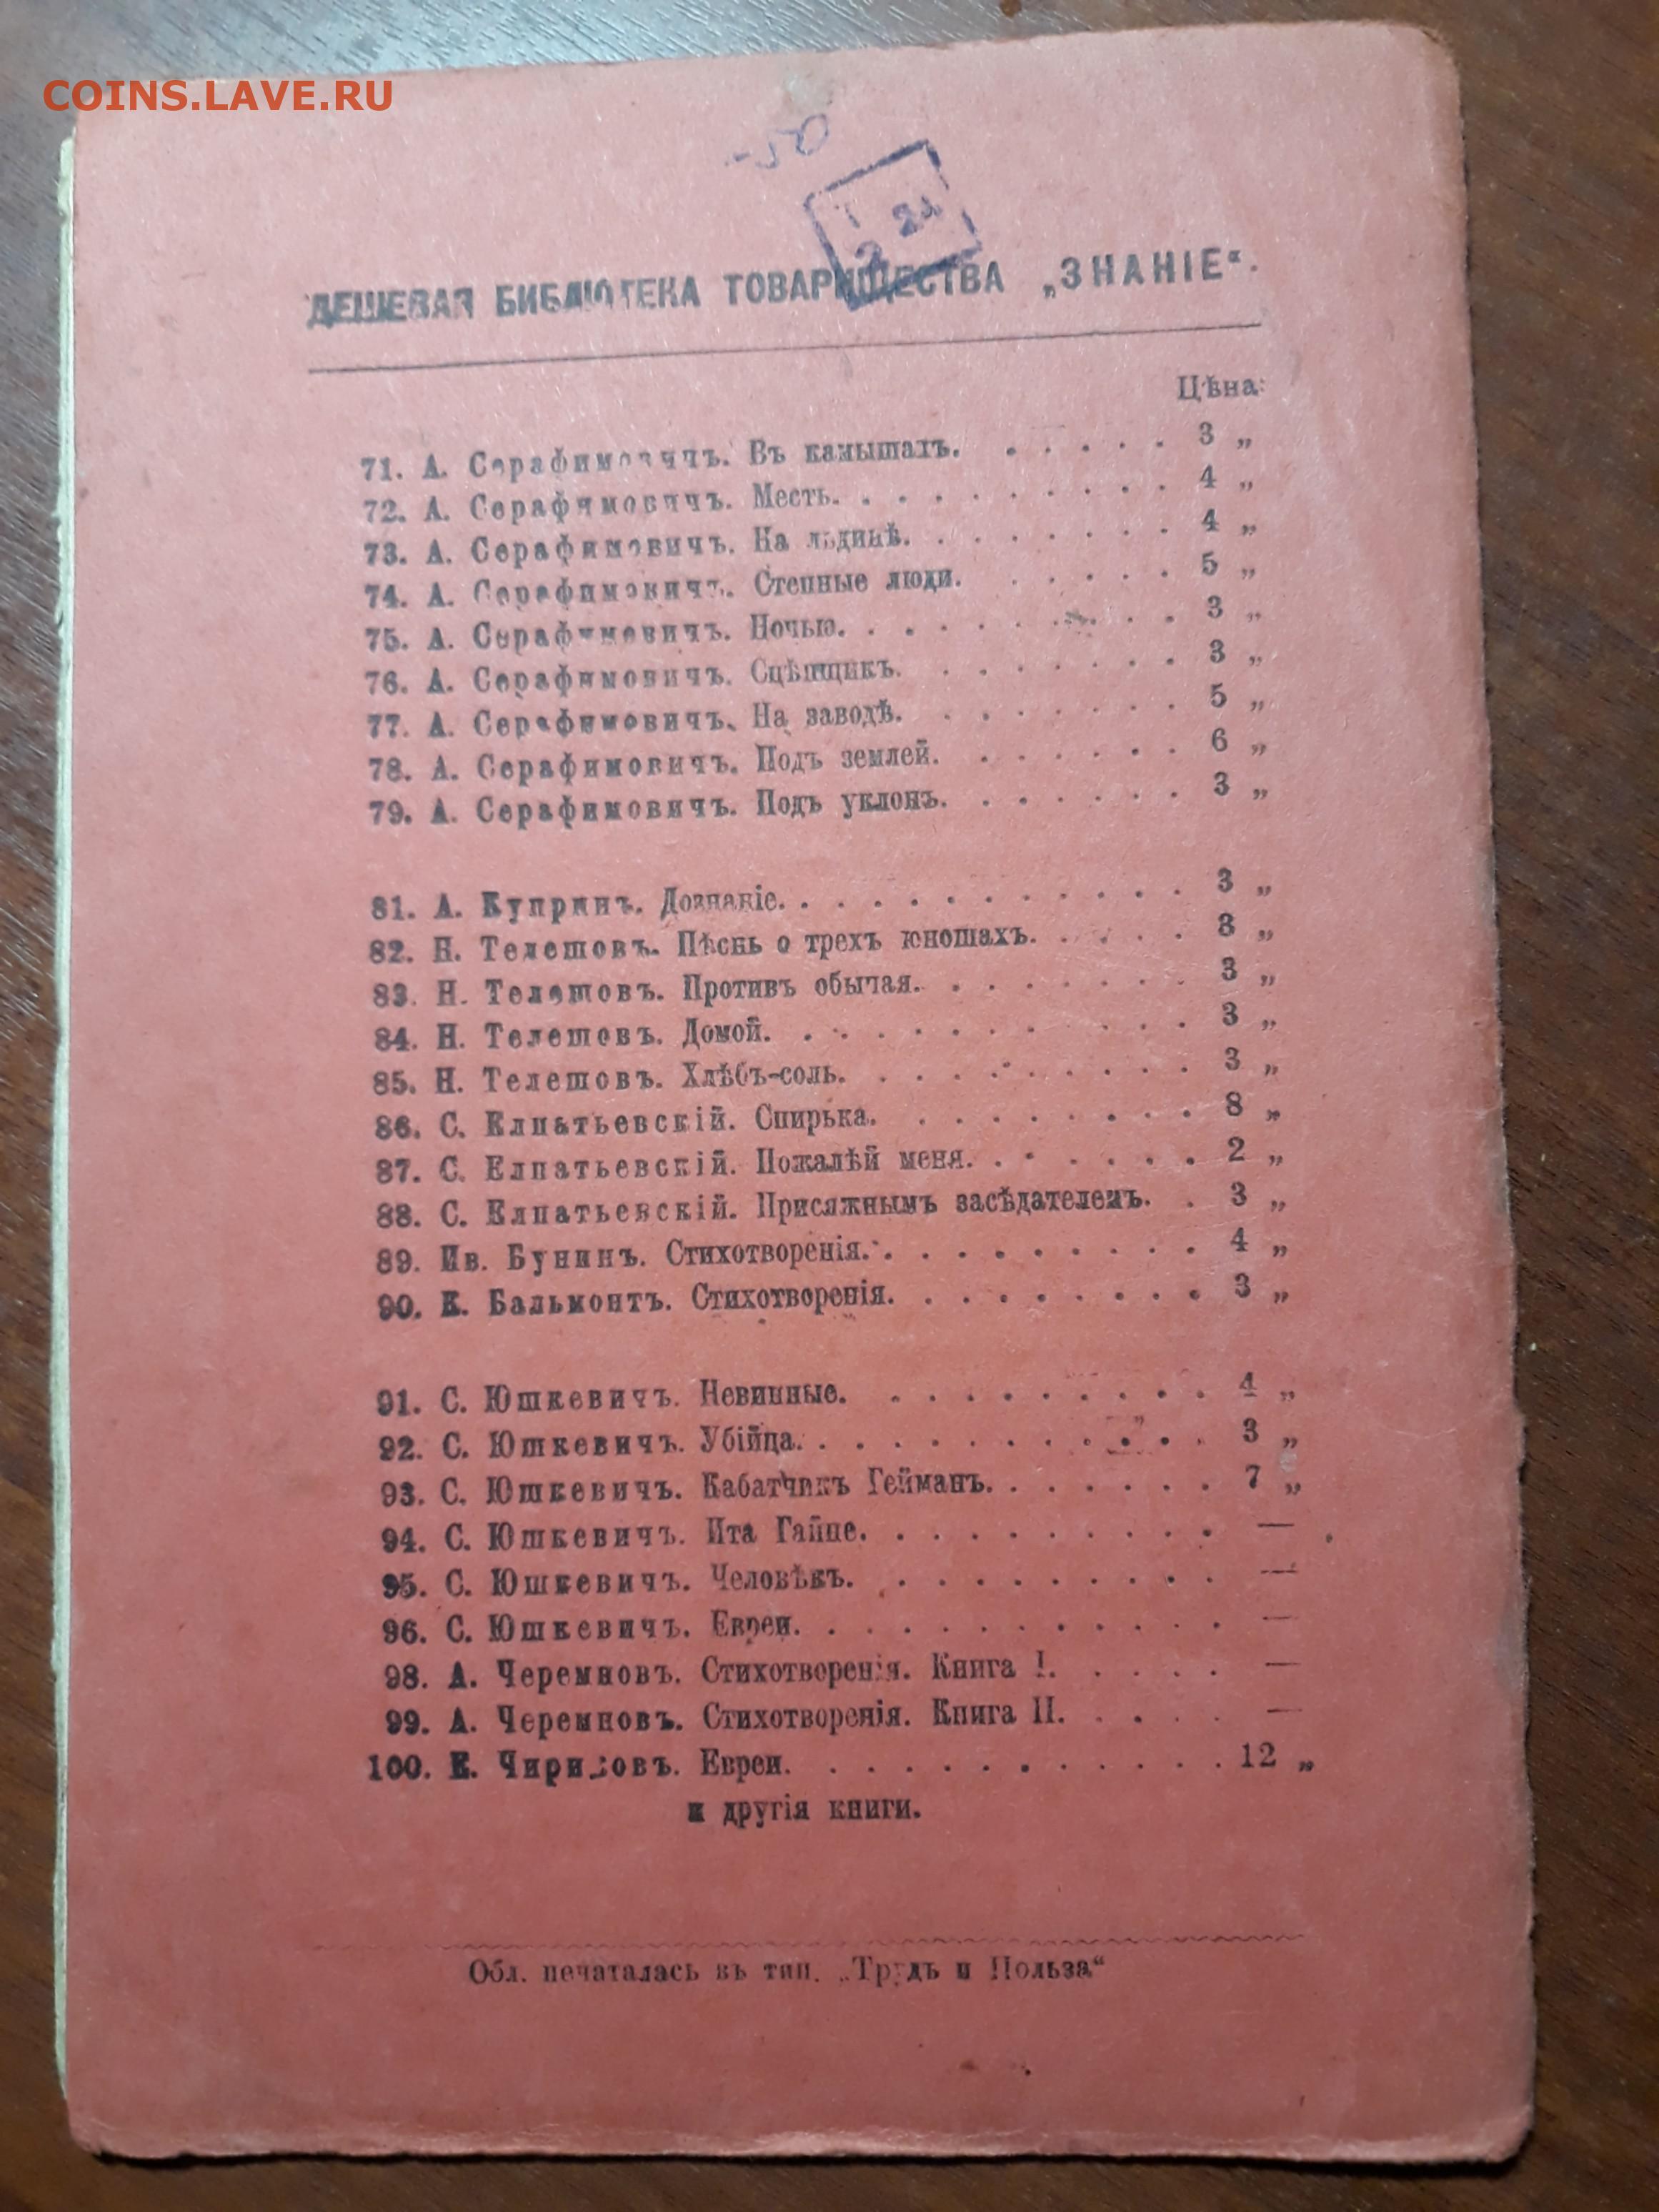 COINS.LAVE.RU
-50
ДЕШЕВАЯ БИБЛІОТЕКА ТОВАРИЩЕСТВА „ЗНАНІЕ“.
Цѣна:
71. А. Серафимовичъ. Въ камышахъ. . . . . . 3 „
72. А. Серафимовичъ. Месть. . . . . . . . . . 4 „
73. А. Серафимовичъ. На льдинѣ. . . . . . . . 4 „
74. А. Серафимовичъ. Степные люди. . . . . . 5 „
75. А. Серафимовичъ. Ночью. . . . . . . . . . 3 „
76. А. Серафимовичъ. Сцѣпщикъ. . . . . . . . 3 „
77. А. Серафимовичъ. На заводѣ. . . . . . . . 5 „
78. А. Серафимовичъ. Подъ землей. . . . . . . 6 „
79. А. Серафимовичъ. Подъ уклонъ. . . . . . . 3 „
81. А. Купринъ. Дознаніе. . . . . . . . . . . . 3 „
82. Н. Телешовъ. Пѣснь о трехъ юношахъ. . . . . 3 „
83. Н. Телешовъ. Противъ обычая. . . . . . . . 3 „
84. Н. Телешовъ. Домой. . . . . . . . . . . . 3 „
85. Н. Телешовъ. Хлѣбъ-соль. . . . . . . . . . 3 „
86. С. Елпатьевскій. Спирька. . . . . . . . . 8 „
87. С. Елпатьевскій. Пожалѣй меня. . . . . . . 2 „
88. С. Елпатьевскій. Присяжнымъ засѣдателемъ. . 3 „
89. Ив. Бунинъ. Стихотворенія. . . . . . . . . . 4 „
90. К. Бальмонтъ. Стихотворенія. . . . . . . . . 3 „
91. С. Юшкевичъ. Невинные. . . . . . . . . . 4 „
92. С. Юшкевичъ. Убійца. . . . . . . . . . . . 3 „
93. С. Юшкевичъ. Кабатчикъ Гейманъ. . . . . . . 7 „
94. С. Юшкевичъ. Ита Гайне. . . . . . . . . . —
95. С. Юшкевичъ. Человѣкъ. . . . . . . . . . —
96. С. Юшкевичъ. Евреи. . . . . . . . . . . . —
98. А. Черемновъ. Стихотворенія. Книга I. . . . . —
99. А. Черемновъ. Стихотворенія. Книга II. . . . . —
100. Е. Чириковъ. Евреи. . . . . . . . . . . . 12 „
и другія книги.
Обл. печаталась въ тип. „Трудъ и Польза“